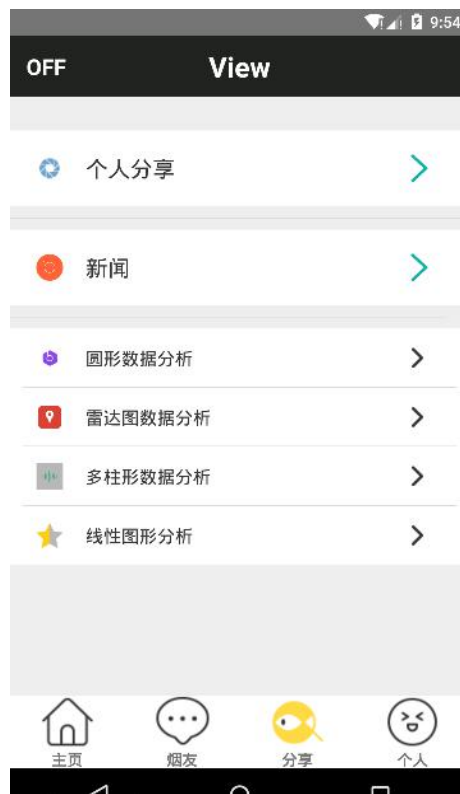 9:54
OFF
View
个人分享
新闻
圆形数据分析
雷达图数据分析
多柱形数据分析
线性图形分析
主页
烟友
分享
个人